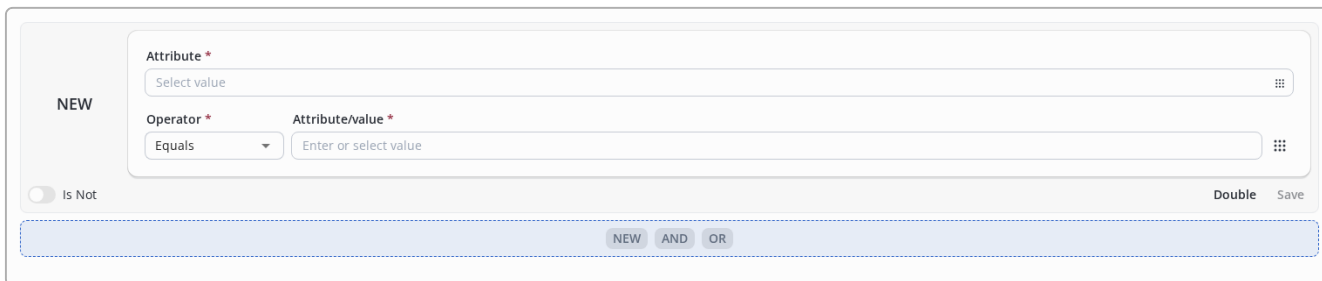 Attribute *
Select value
NEW
Operator * Attribute/value *
Equals Enter or select value
Is Not Double Save
NEW AND OR